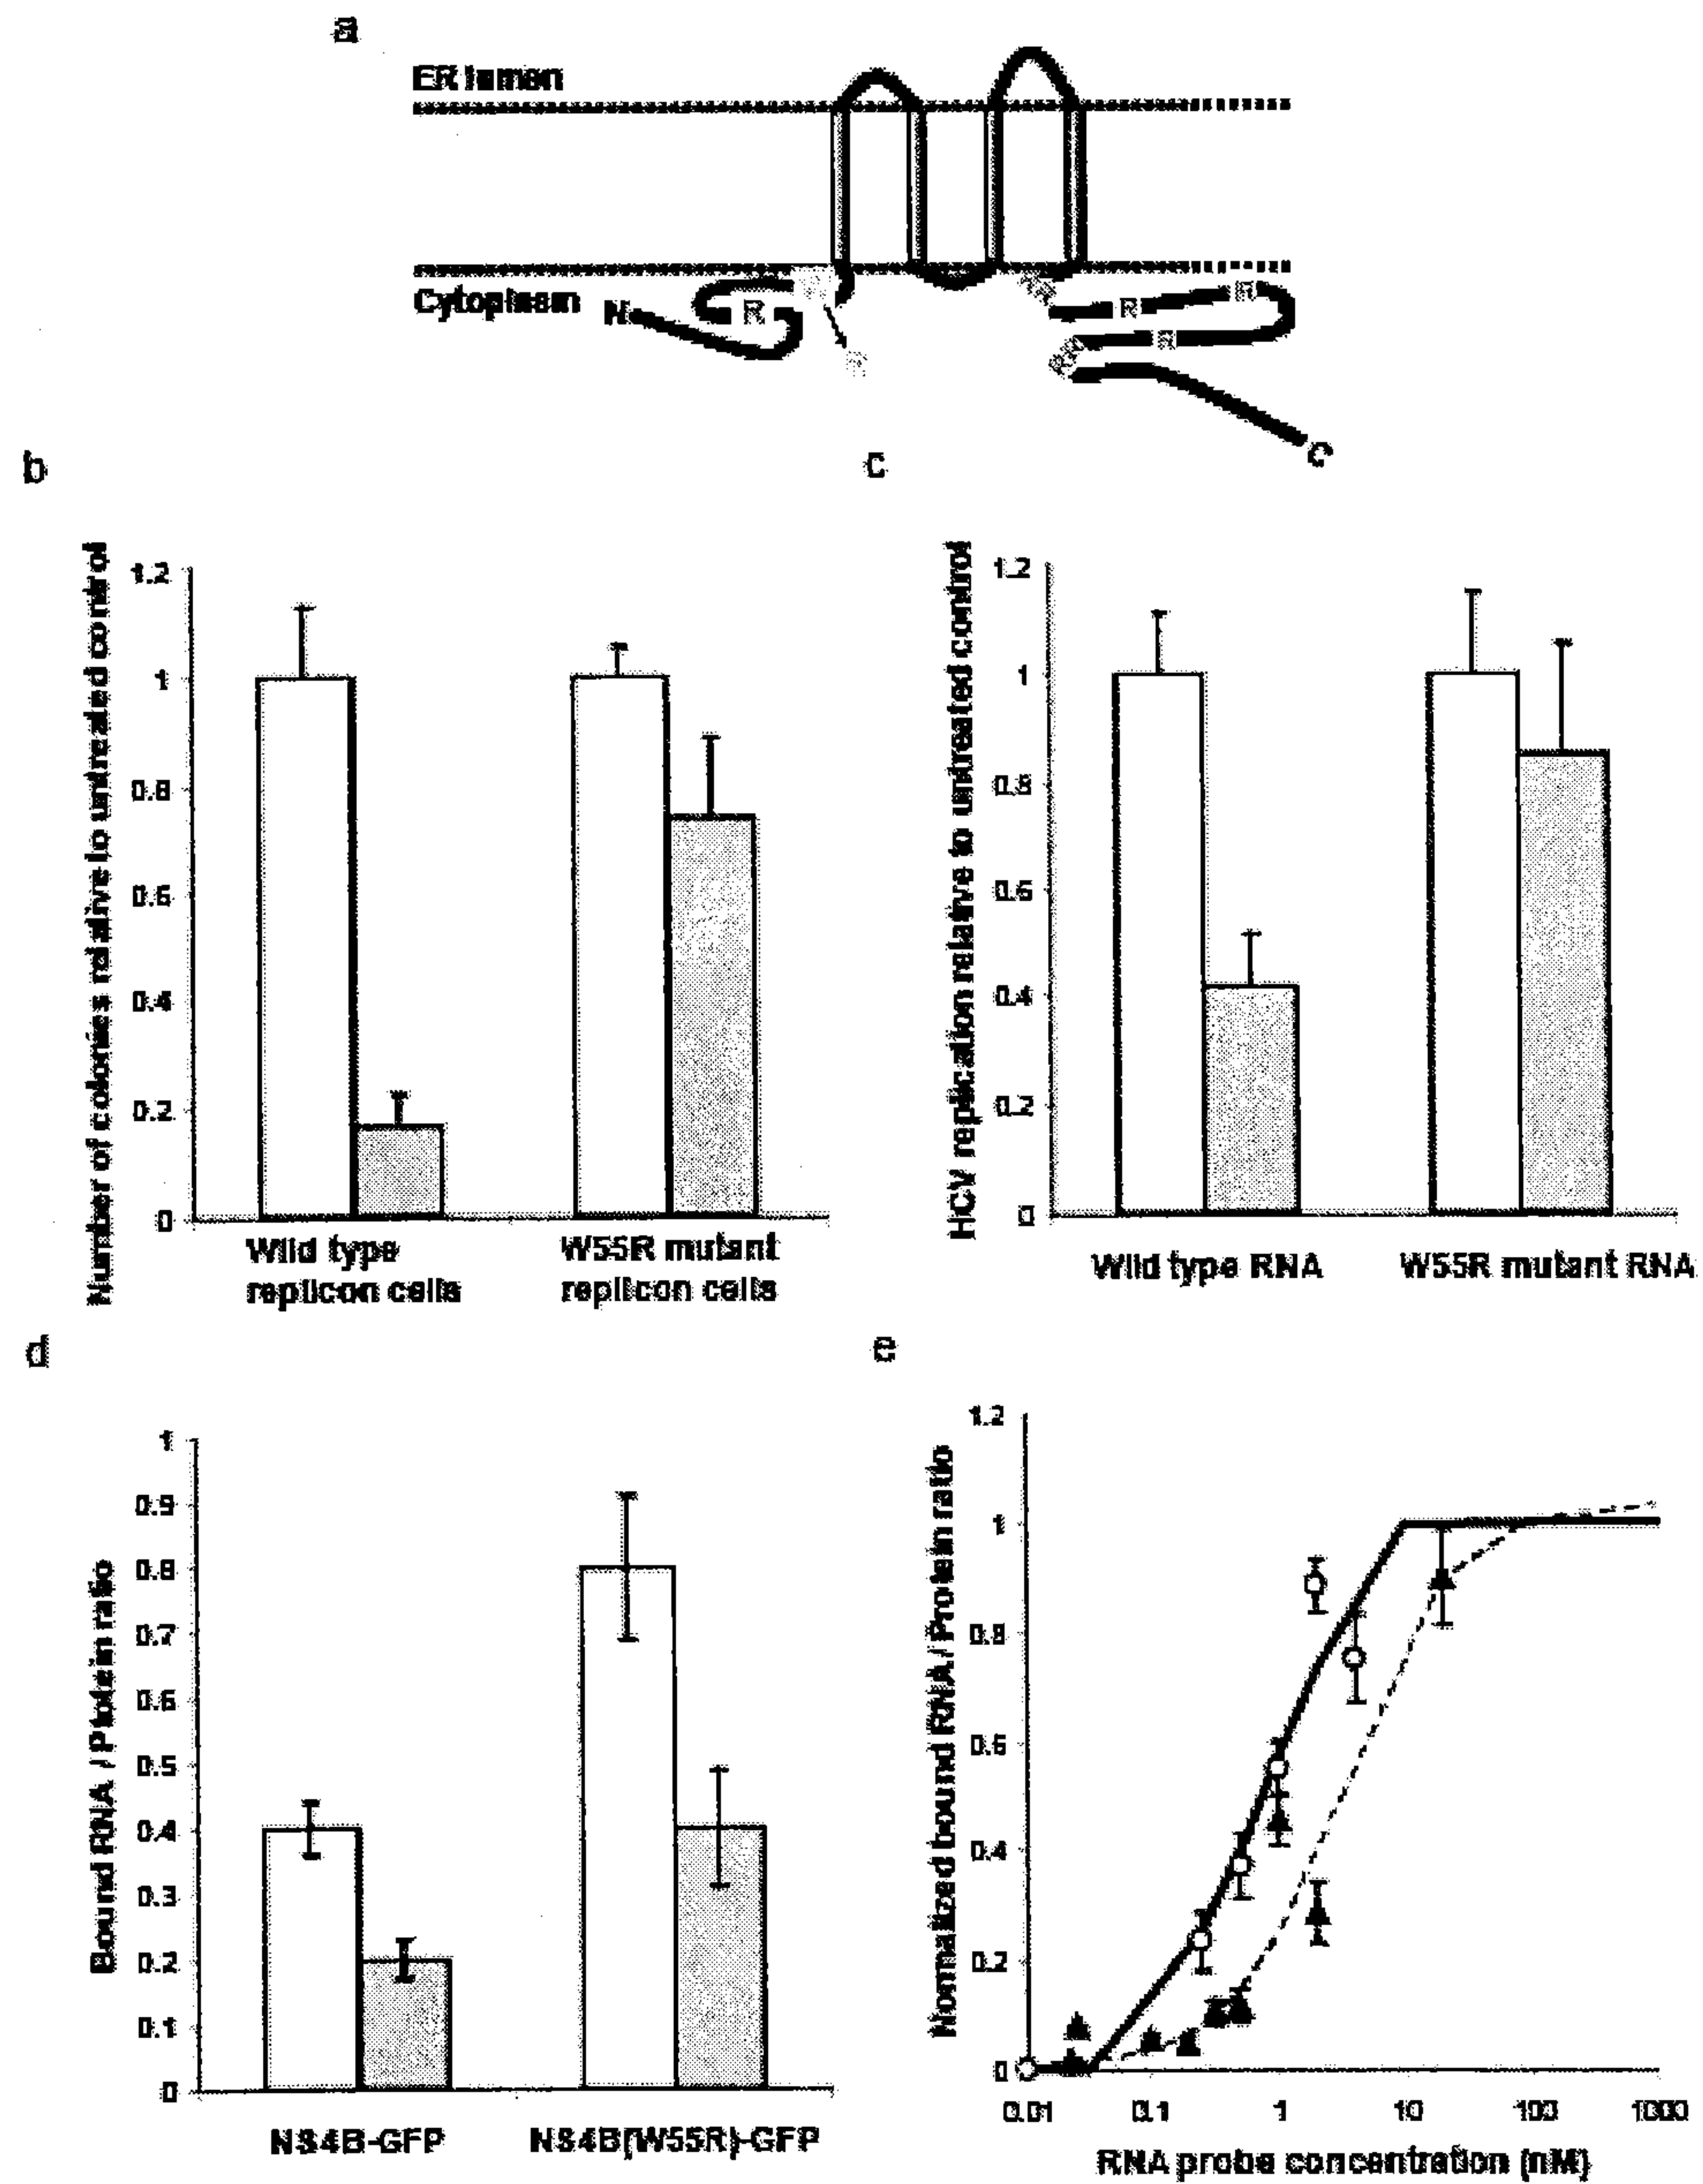 a
ER lumen
Cytoplasm
N
R
R
RR
R
R
R
RR
C
b
Number of colonies relative to untreated control
1.2
1
0.8
0.6
0.4
0.2
0
Wild type
replicon cells
W55R mutant
replicon cells
c
HCV replication relative to untreated control
1.2
1
0.8
0.6
0.4
0.2
0
Wild type RNA
W55R mutant RNA
d
Bound RNA / Protein ratio
1
0.9
0.8
0.7
0.6
0.5
0.4
0.3
0.2
0.1
0
NS4B-GFP
NS4B(W55R)-GFP
e
Normalized bound RNA / Protein ratio
1.2
1
0.8
0.6
0.4
0.2
0
0.01
0.1
1
10
100
1000
RNA probe concentration (nM)